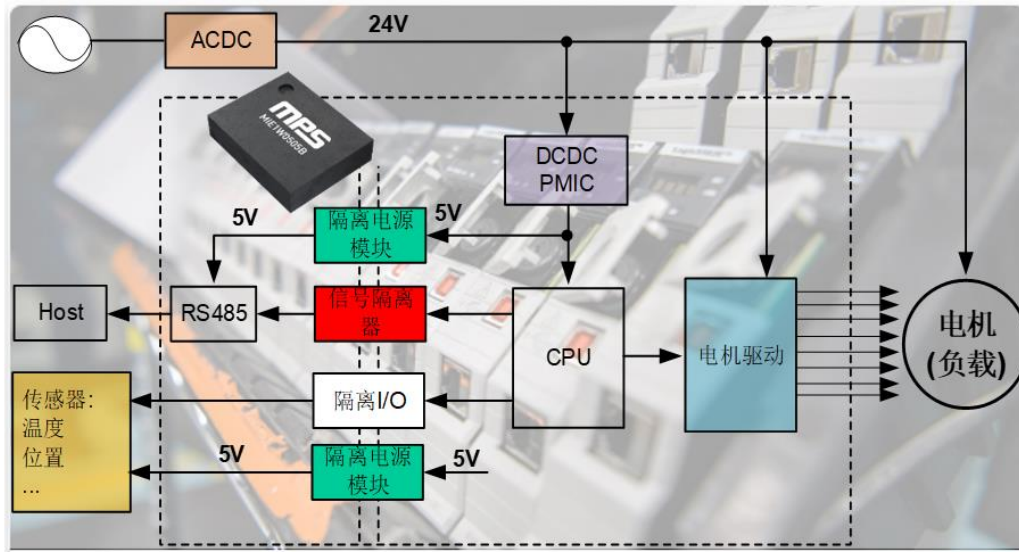 ACDC
24V
MPS
MIE1W0505B
DCDC
PMIC
5V
隔离电源
模块
5V
Host
RS485
信号隔离
器
CPU
电机驱动
电机
(负载)
传感器:
温度
位置
...
隔离I/O
5V
隔离电源
模块
5V